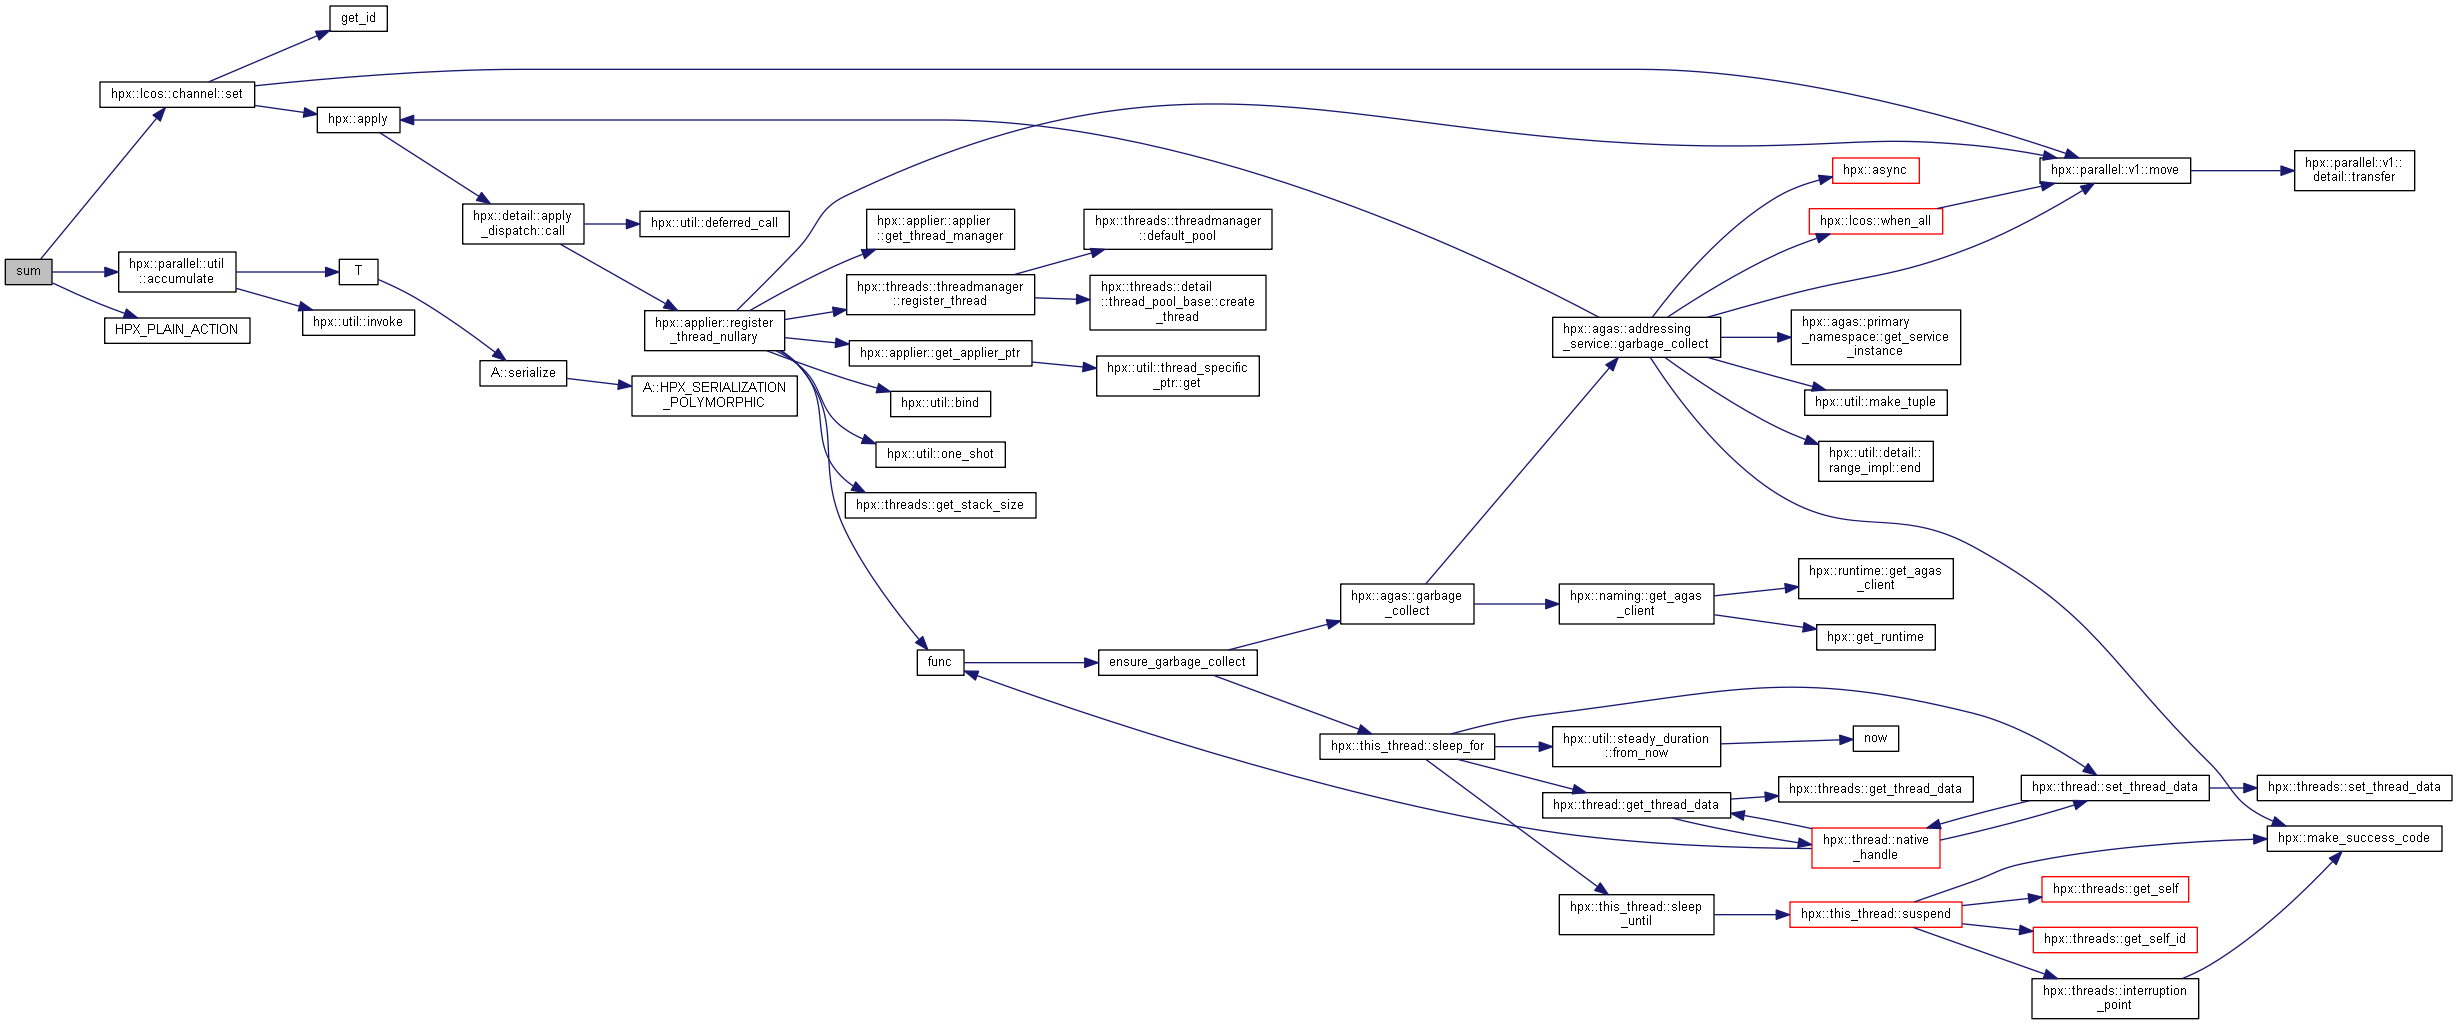 get_id
hpx::lcos::channel::set
hpx::apply
sum
hpx::parallel::util
::accumulate
HPX_PLAIN_ACTION
T
hpx::util::invoke
hpx::detail::apply
_dispatch::call
hpx::util::deferred_call
A::serialize
A::HPX_SERIALIZATION
_POLYMORPHIC
hpx::applier::register
_thread_nullary
hpx::applier::applier
::get_thread_manager
hpx::threads::threadmanager
::register_thread
hpx::threads::threadmanager
::default_pool
hpx::threads::detail
::thread_pool_base::create
_thread
hpx::applier::get_applier_ptr
hpx::util::thread_specific
_ptr::get
hpx::util::bind
hpx::util::one_shot
hpx::threads::get_stack_size
func
ensure_garbage_collect
hpx::agas::garbage
_collect
hpx::this_thread::sleep_for
hpx::agas::addressing
_service::garbage_collect
hpx::async
hpx::lcos::when_all
hpx::parallel::v1::move
hpx::parallel::v1::
detail::transfer
hpx::agas::primary
_namespace::get_service
_instance
hpx::util::make_tuple
hpx::util::detail::
range_impl::end
hpx::naming::get_agas
_client
hpx::runtime::get_agas
_client
hpx::get_runtime
hpx::util::steady_duration
::from_now
now
hpx::thread::get_thread_data
hpx::threads::get_thread_data
hpx::thread::native
_handle
hpx::thread::set_thread_data
hpx::threads::set_thread_data
hpx::make_success_code
hpx::this_thread::sleep
_until
hpx::this_thread::suspend
hpx::threads::get_self
hpx::threads::get_self_id
hpx::threads::interruption
_point